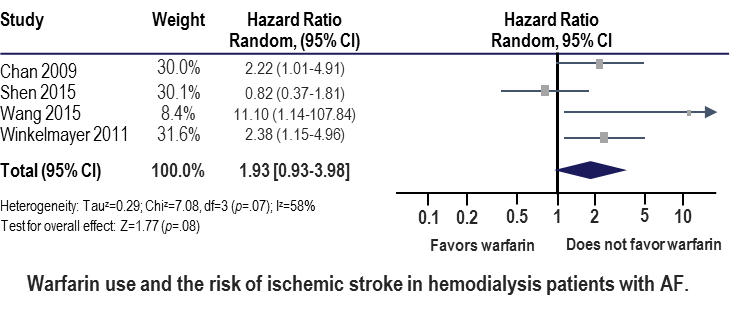 Study Weight Hazard Ratio Hazard Ratio
Random, (95% CI) Random, 95% CI
Chan 2009 30.0% 2.22 (1.01-4.91)
Shen 2015 30.1% 0.82 (0.37-1.81)
Wang 2015 8.4% 11.10 (1.14-107.84)
Winkelmayer 2011 31.6% 2.38 (1.15-4.96)
Total (95% CI) 100.0% 1.93 [0.93-3.98]
Heterogeneity: Tau²=0.29; Chi²=7.08, df=3 (p=.07); I²=58%
Test for overall effect: Z=1.77 (p=.08)
0.1 0.2 0.5 1 2 5 10
Favors warfarin Does not favor warfarin
Warfarin use and the risk of ischemic stroke in hemodialysis patients with AF.